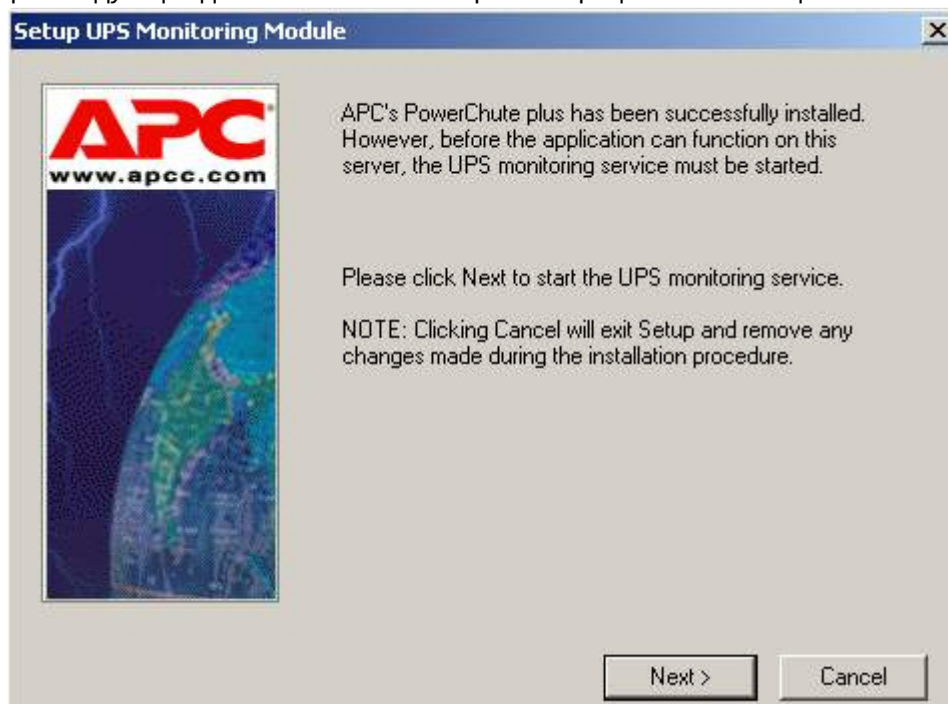 Setup UPS Monitoring Module
APC
www.apcc.com
APC's PowerChute plus has been successfully installed.
However, before the application can function on this
server, the UPS monitoring service must be started.
Please click Next to start the UPS monitoring service.
NOTE: Clicking Cancel will exit Setup and remove any
changes made during the installation procedure.
Next >
Cancel